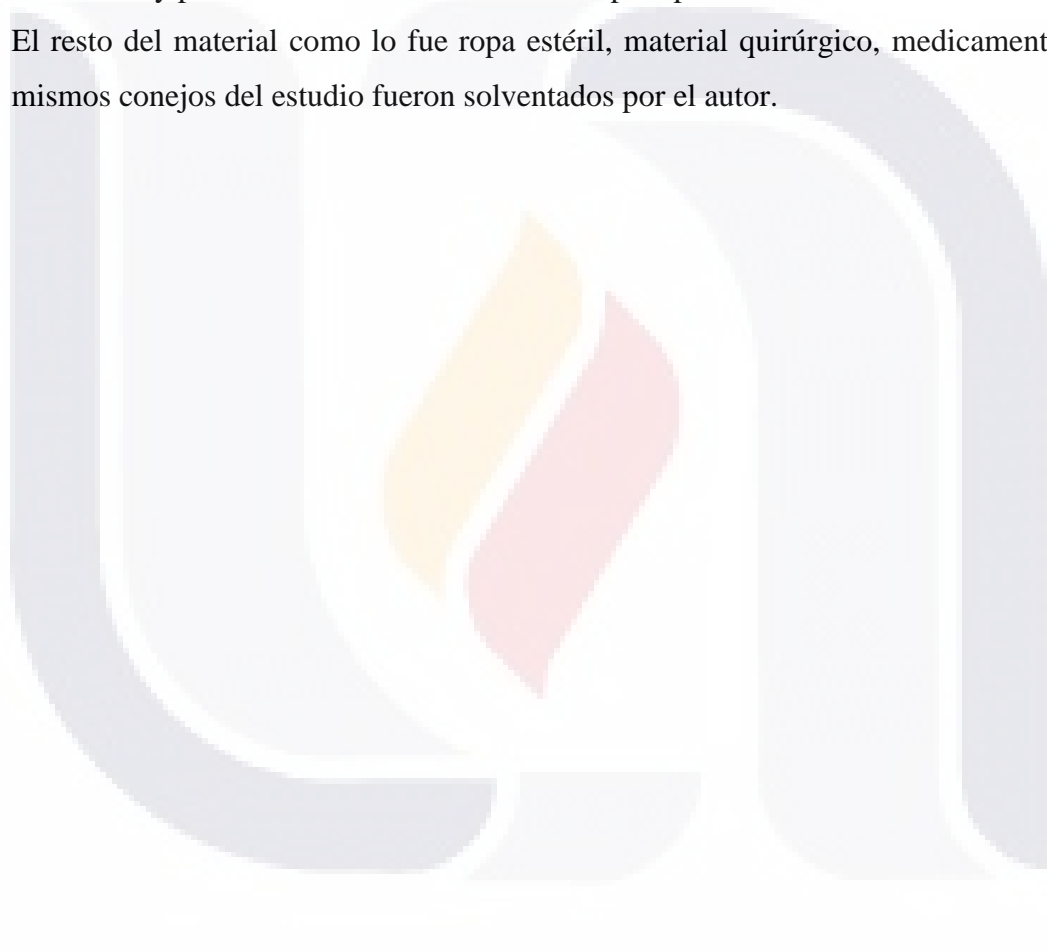 El resto del material como lo fue ropa estéril, material quirúrgico, medicament
mismos conejos del estudio fueron solventados por el autor.